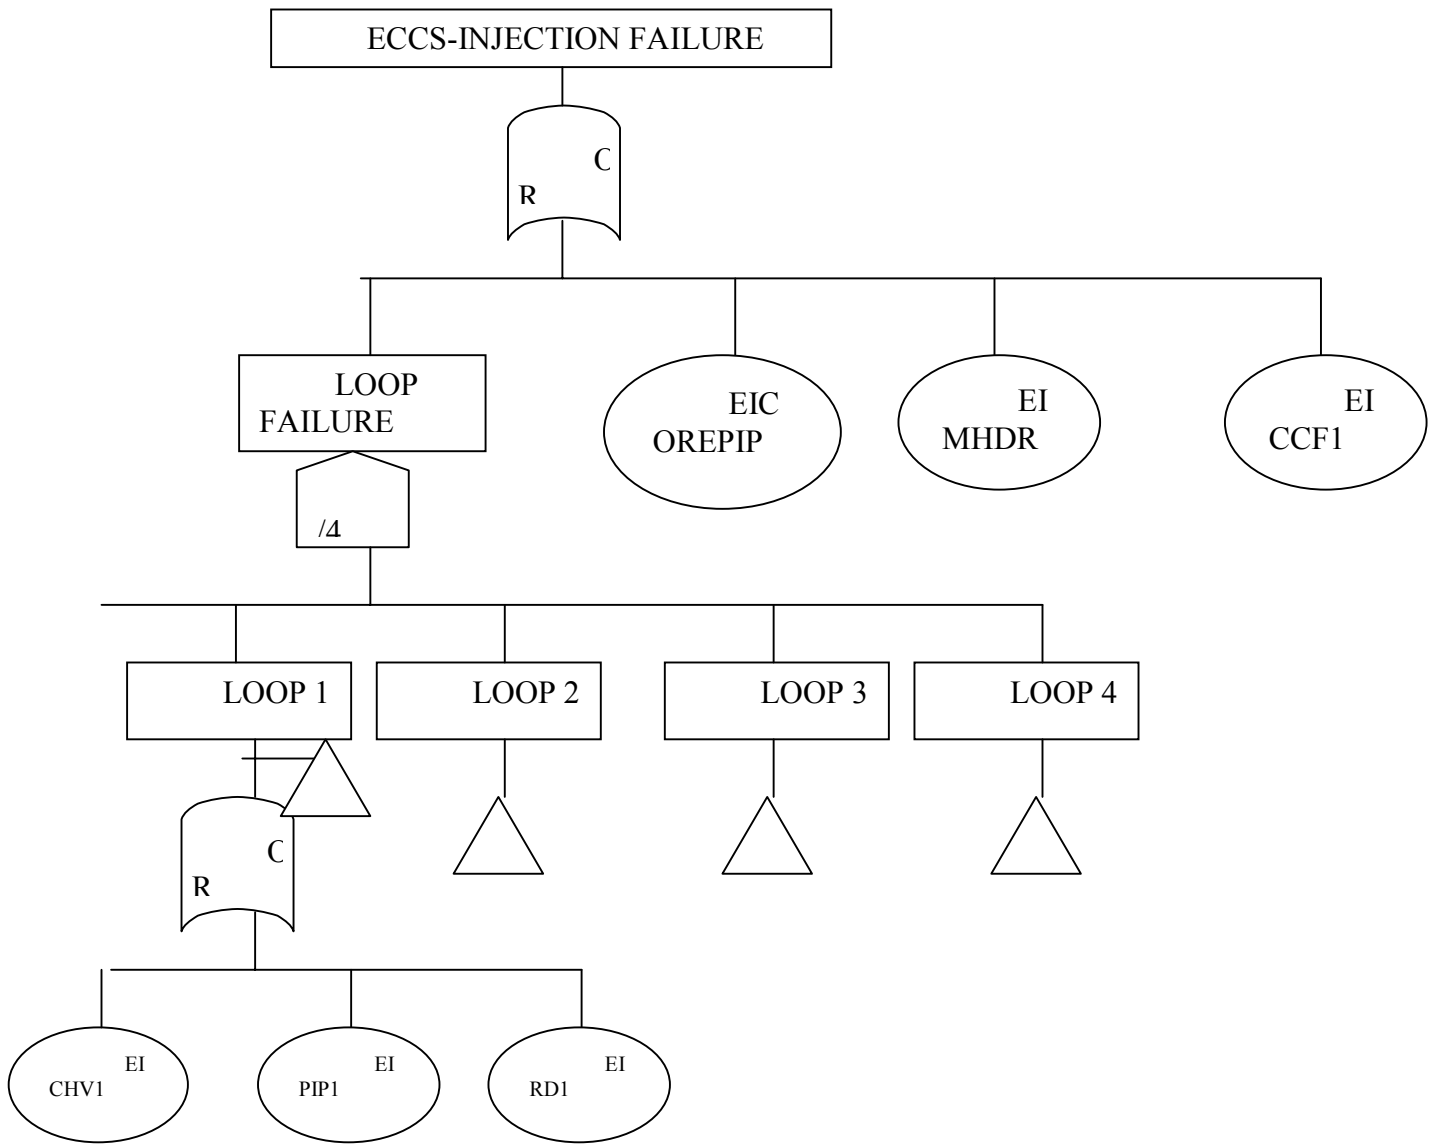 ECCS-INJECTION FAILURE
O
R
LOOP
FAILURE
EIC
OREPIP
EI
MHDR
EI
CCF1
/4
LOOP 1
LOOP 2
LOOP 3
LOOP 4
O
R
EI
CHV1
EI
PIP1
EI
RD1